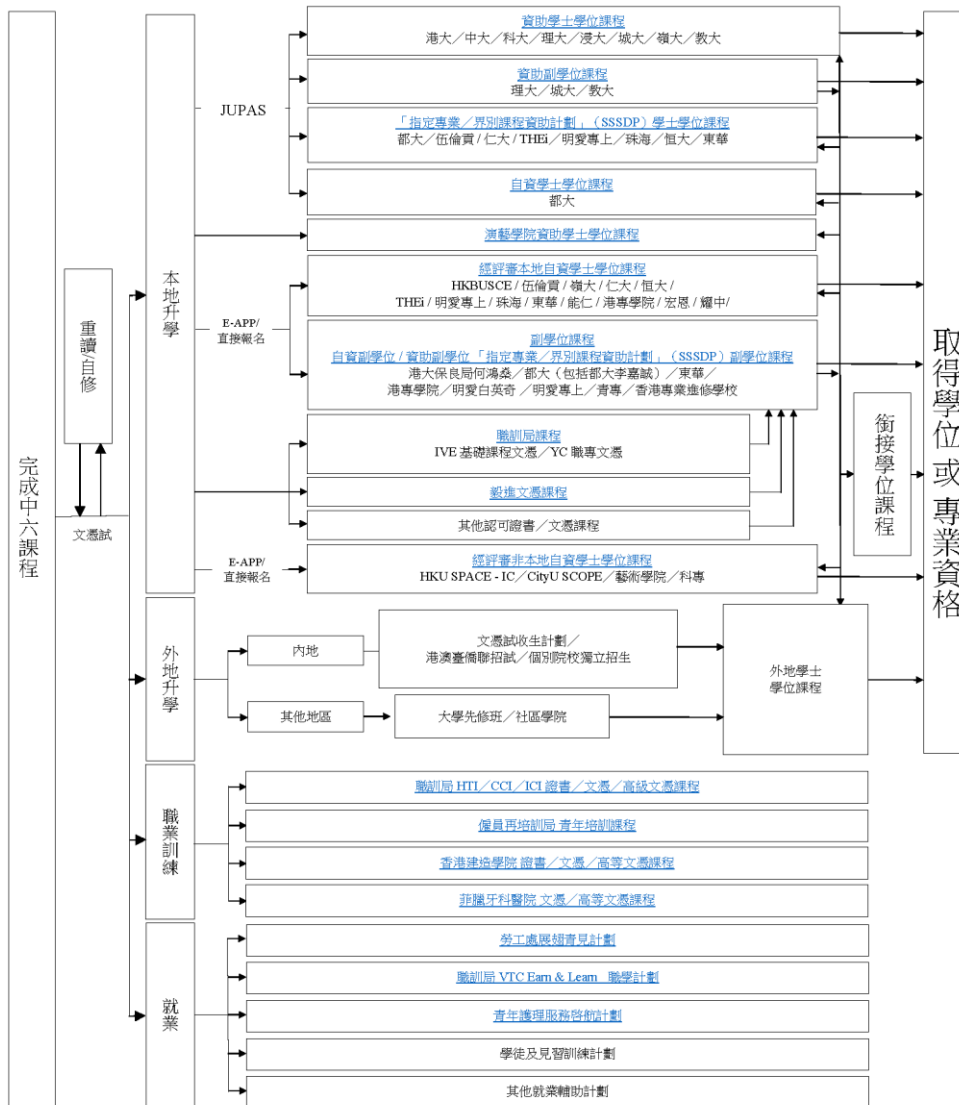 完成中六課程
重讀/自修
文憑試
本地升學
JUPAS
資助學士學位課程
港大／中大／科大／理大／浸大／城大／嶺大／教大
資助副學位課程
理大／城大／教大
「指定專業／界別課程資助計劃」（SSSDP）學士學位課程
都大／伍倫貢 / 仁大 / THEi／明愛專上／珠海／恒大／東華
自資學士學位課程
都大
演藝學院資助學士學位課程
E-APP/
直接報名
經評審本地自資學士學位課程
HKBUSCE / 伍倫貢 / 嶺大 / 仁大 / 恒大 /
THEi / 明愛專上 / 珠海 / 東華 / 能仁 / 港專學院 / 宏恩 / 耀中/
副學位課程
自資副學位 / 資助副學位 「指定專業／界別課程資助計劃」（SSSDP）副學位課程
港大保良局何鴻燊／都大（包括都大李嘉誠）／東華／
港專學院／明愛白英奇／明愛專上／青專／香港專業進修學校
職訓局課程
IVE 基礎課程文憑／YC 職專文憑
毅進文憑課程
其他認可證書／文憑課程
E-APP/
直接報名
經評審非本地自資學士學位課程
HKU SPACE - IC／CityU SCOPE／藝術學院／科專
銜接學位課程
取得學位或專業資格
外地升學
內地
文憑試收生計劃／
港澳臺僑聯招試／個別院校獨立招生
其他地區
大學先修班／社區學院
外地學士
學位課程
職業訓練
職訓局 HTI／CCI／ICI 證書／文憑／高級文憑課程
僱員再培訓局 青年培訓課程
香港建造學院 證書／文憑／高等文憑課程
菲臘牙科醫院 文憑／高等文憑課程
就業
勞工處展翅青見計劃
職訓局 VTC Earn & Learn 職學計劃
青年護理服務啓航計劃
學徒及見習訓練計劃
其他就業輔助計劃